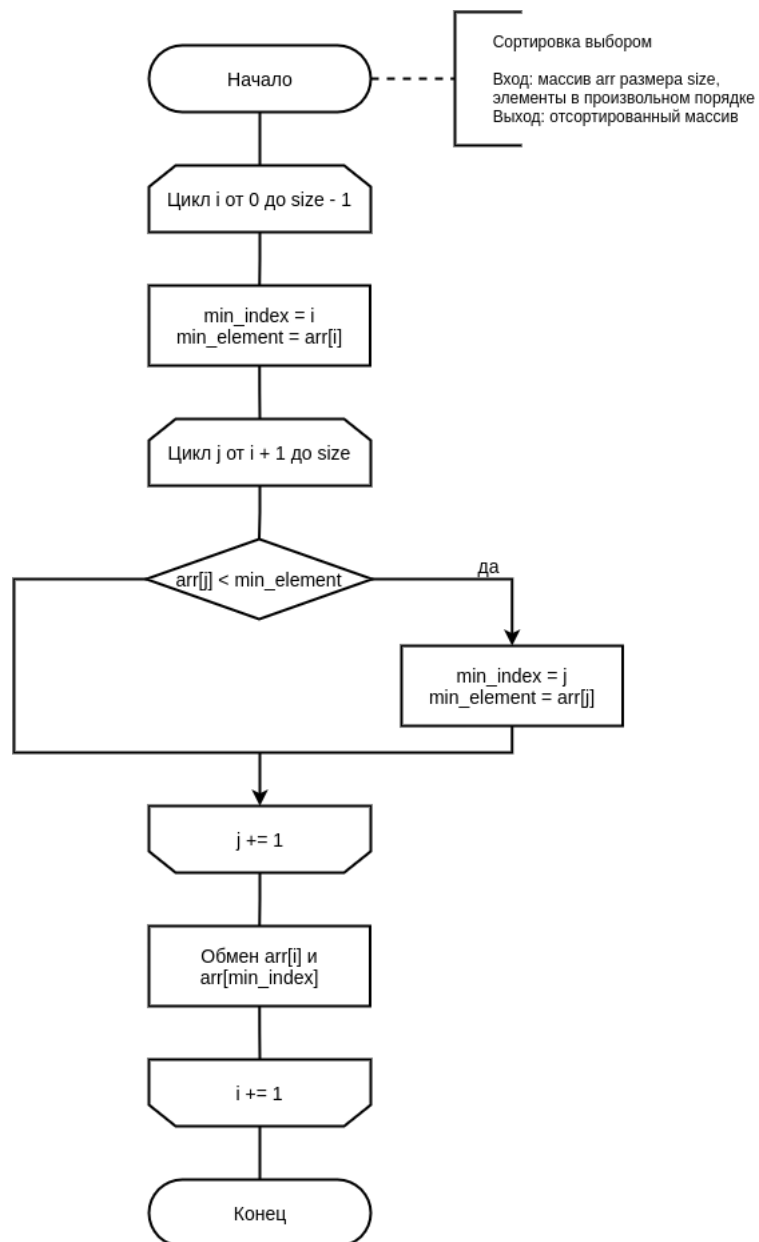 Начало
Сортировка выбором
Вход: массив arr размера size,
элементы в произвольном порядке
Выход: отсортированный массив
Цикл i от 0 до size - 1
min_index = i
min_element = arr[i]
Цикл j от i + 1 до size
arr[j] < min_element
да
min_index = j
min_element = arr[j]
j += 1
Обмен arr[i] и
arr[min_index]
i += 1
Конец